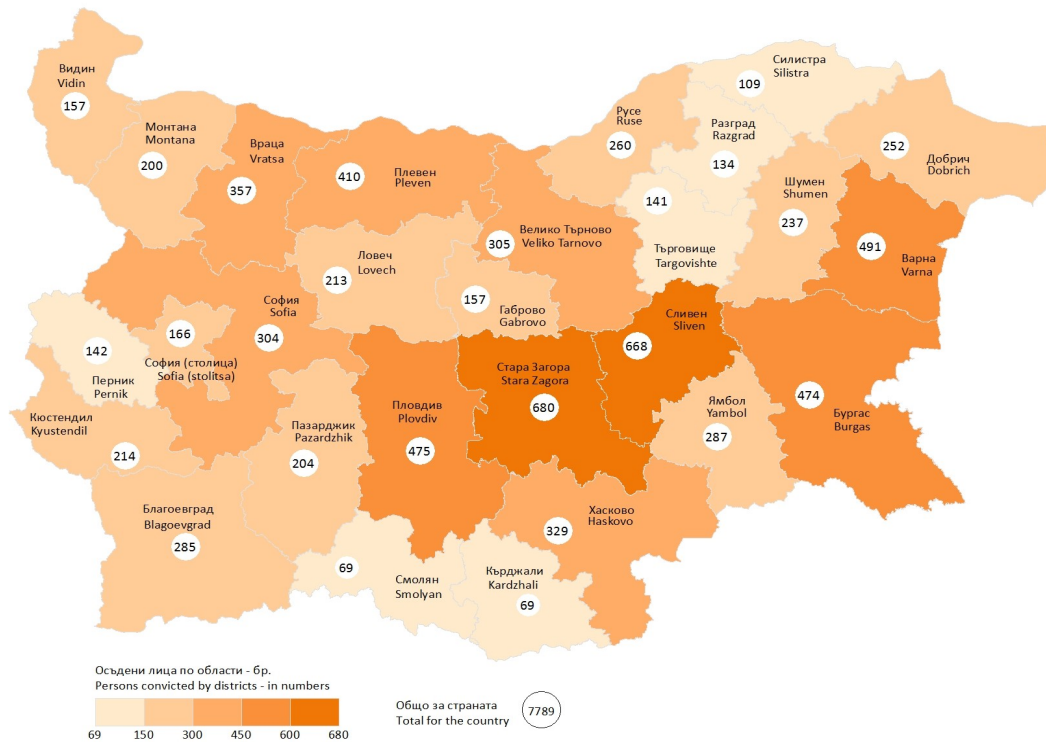 Видин
Vidin
157
Монтана
Montana
200
Враца
Vratsa
357
Плевен
Pleven
410
Велико Търново
Veliko Tarnovo
305
Русе
Ruse
260
Силистра
Silistra
109
Разград
Razgrad
134
Търговище
Targovishte
141
Шумен
Shumen
237
Добрич
Dobrich
252
Варна
Varna
491
Ловеч
Lovech
213
Габрово
Gabrovo
157
София
Sofia
304
София (столица)
Sofia (stolitsa)
166
Перник
Pernik
142
Кюстендил
Kyustendil
214
Благоевград
Blagoevgrad
285
Пазарджик
Pazardzhik
204
Пловдив
Plovdiv
475
Стара Загора
Stara Zagora
680
Сливен
Sliven
668
Ямбол
Yambol
287
Бургас
Burgas
474
Хасково
Haskovo
329
Смолян
Smolyan
69
Кърджали
Kardzhali
69
Осъдени лица по области - бр.
Persons convicted by districts - in numbers
69 150 300 450 600 680
Общо за страната
Total for the country
7789